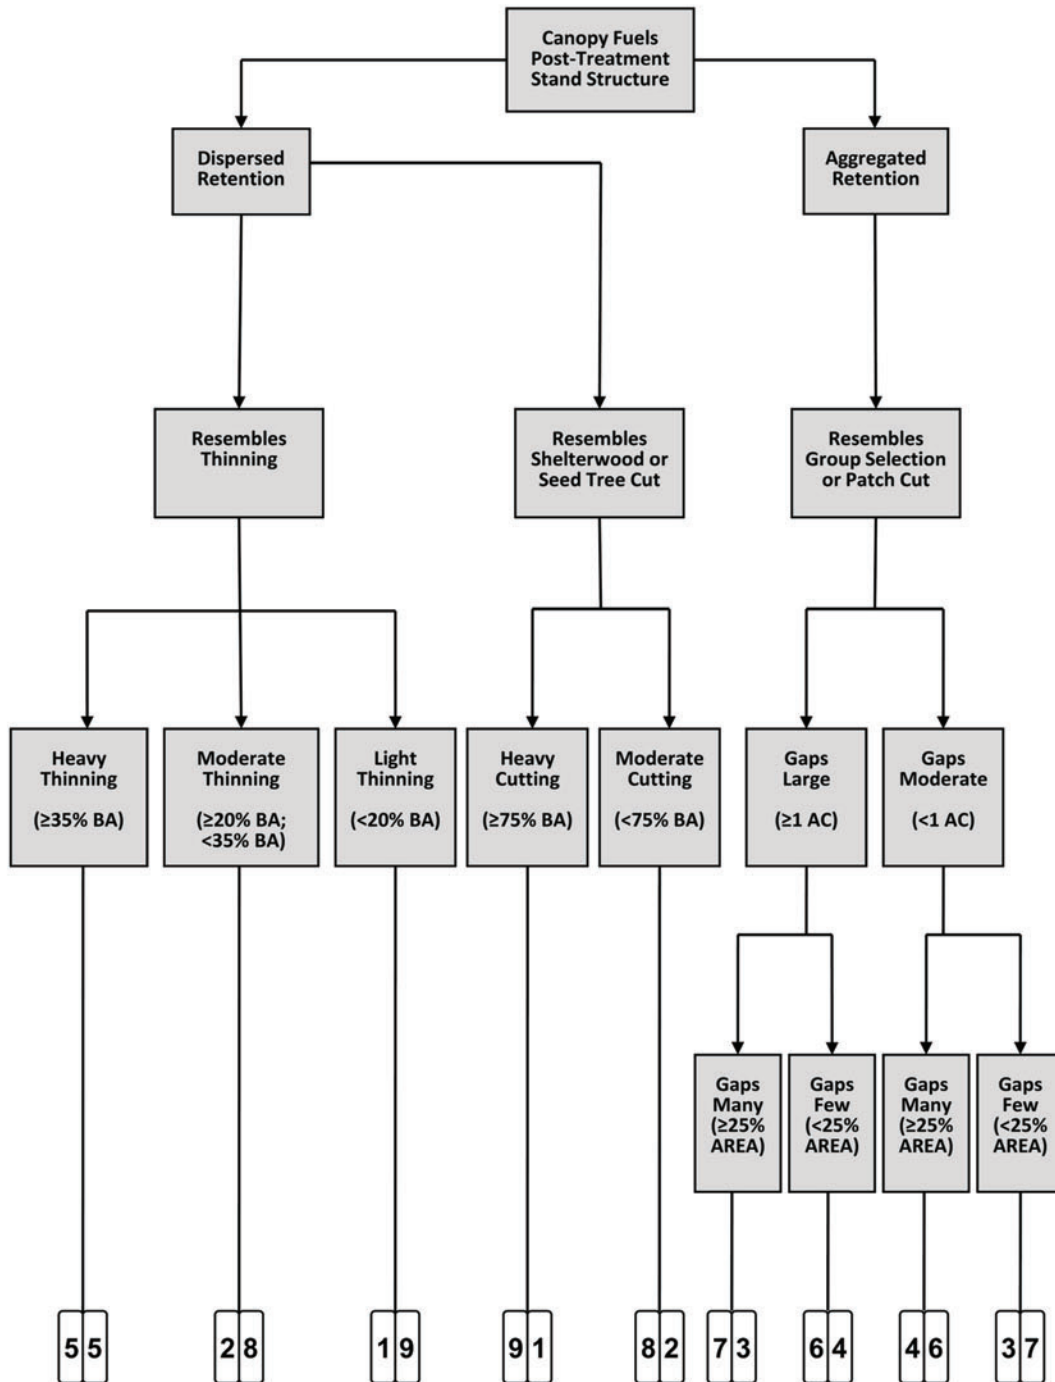 Canopy Fuels
Post-Treatment
Stand Structure
Dispersed
Retention
Aggregated
Retention
Resembles
Thinning
Resembles
Shelterwood or
Seed Tree Cut
Resembles
Group Selection
or Patch Cut
Heavy
Thinning
(≥35% BA)
Moderate
Thinning
(≥20% BA;
<35% BA)
Light
Thinning
(<20% BA)
Heavy
Cutting
(≥75% BA)
Moderate
Cutting
(<75% BA)
Gaps
Large
(≥1 AC)
Gaps
Moderate
(<1 AC)
Gaps
Many
(≥25%
AREA)
Gaps
Few
(<25%
AREA)
Gaps
Many
(≥25%
AREA)
Gaps
Few
(<25%
AREA)
5 5
2 8
1 9
9 1
8 2
7 3
6 4
4 6
3 7